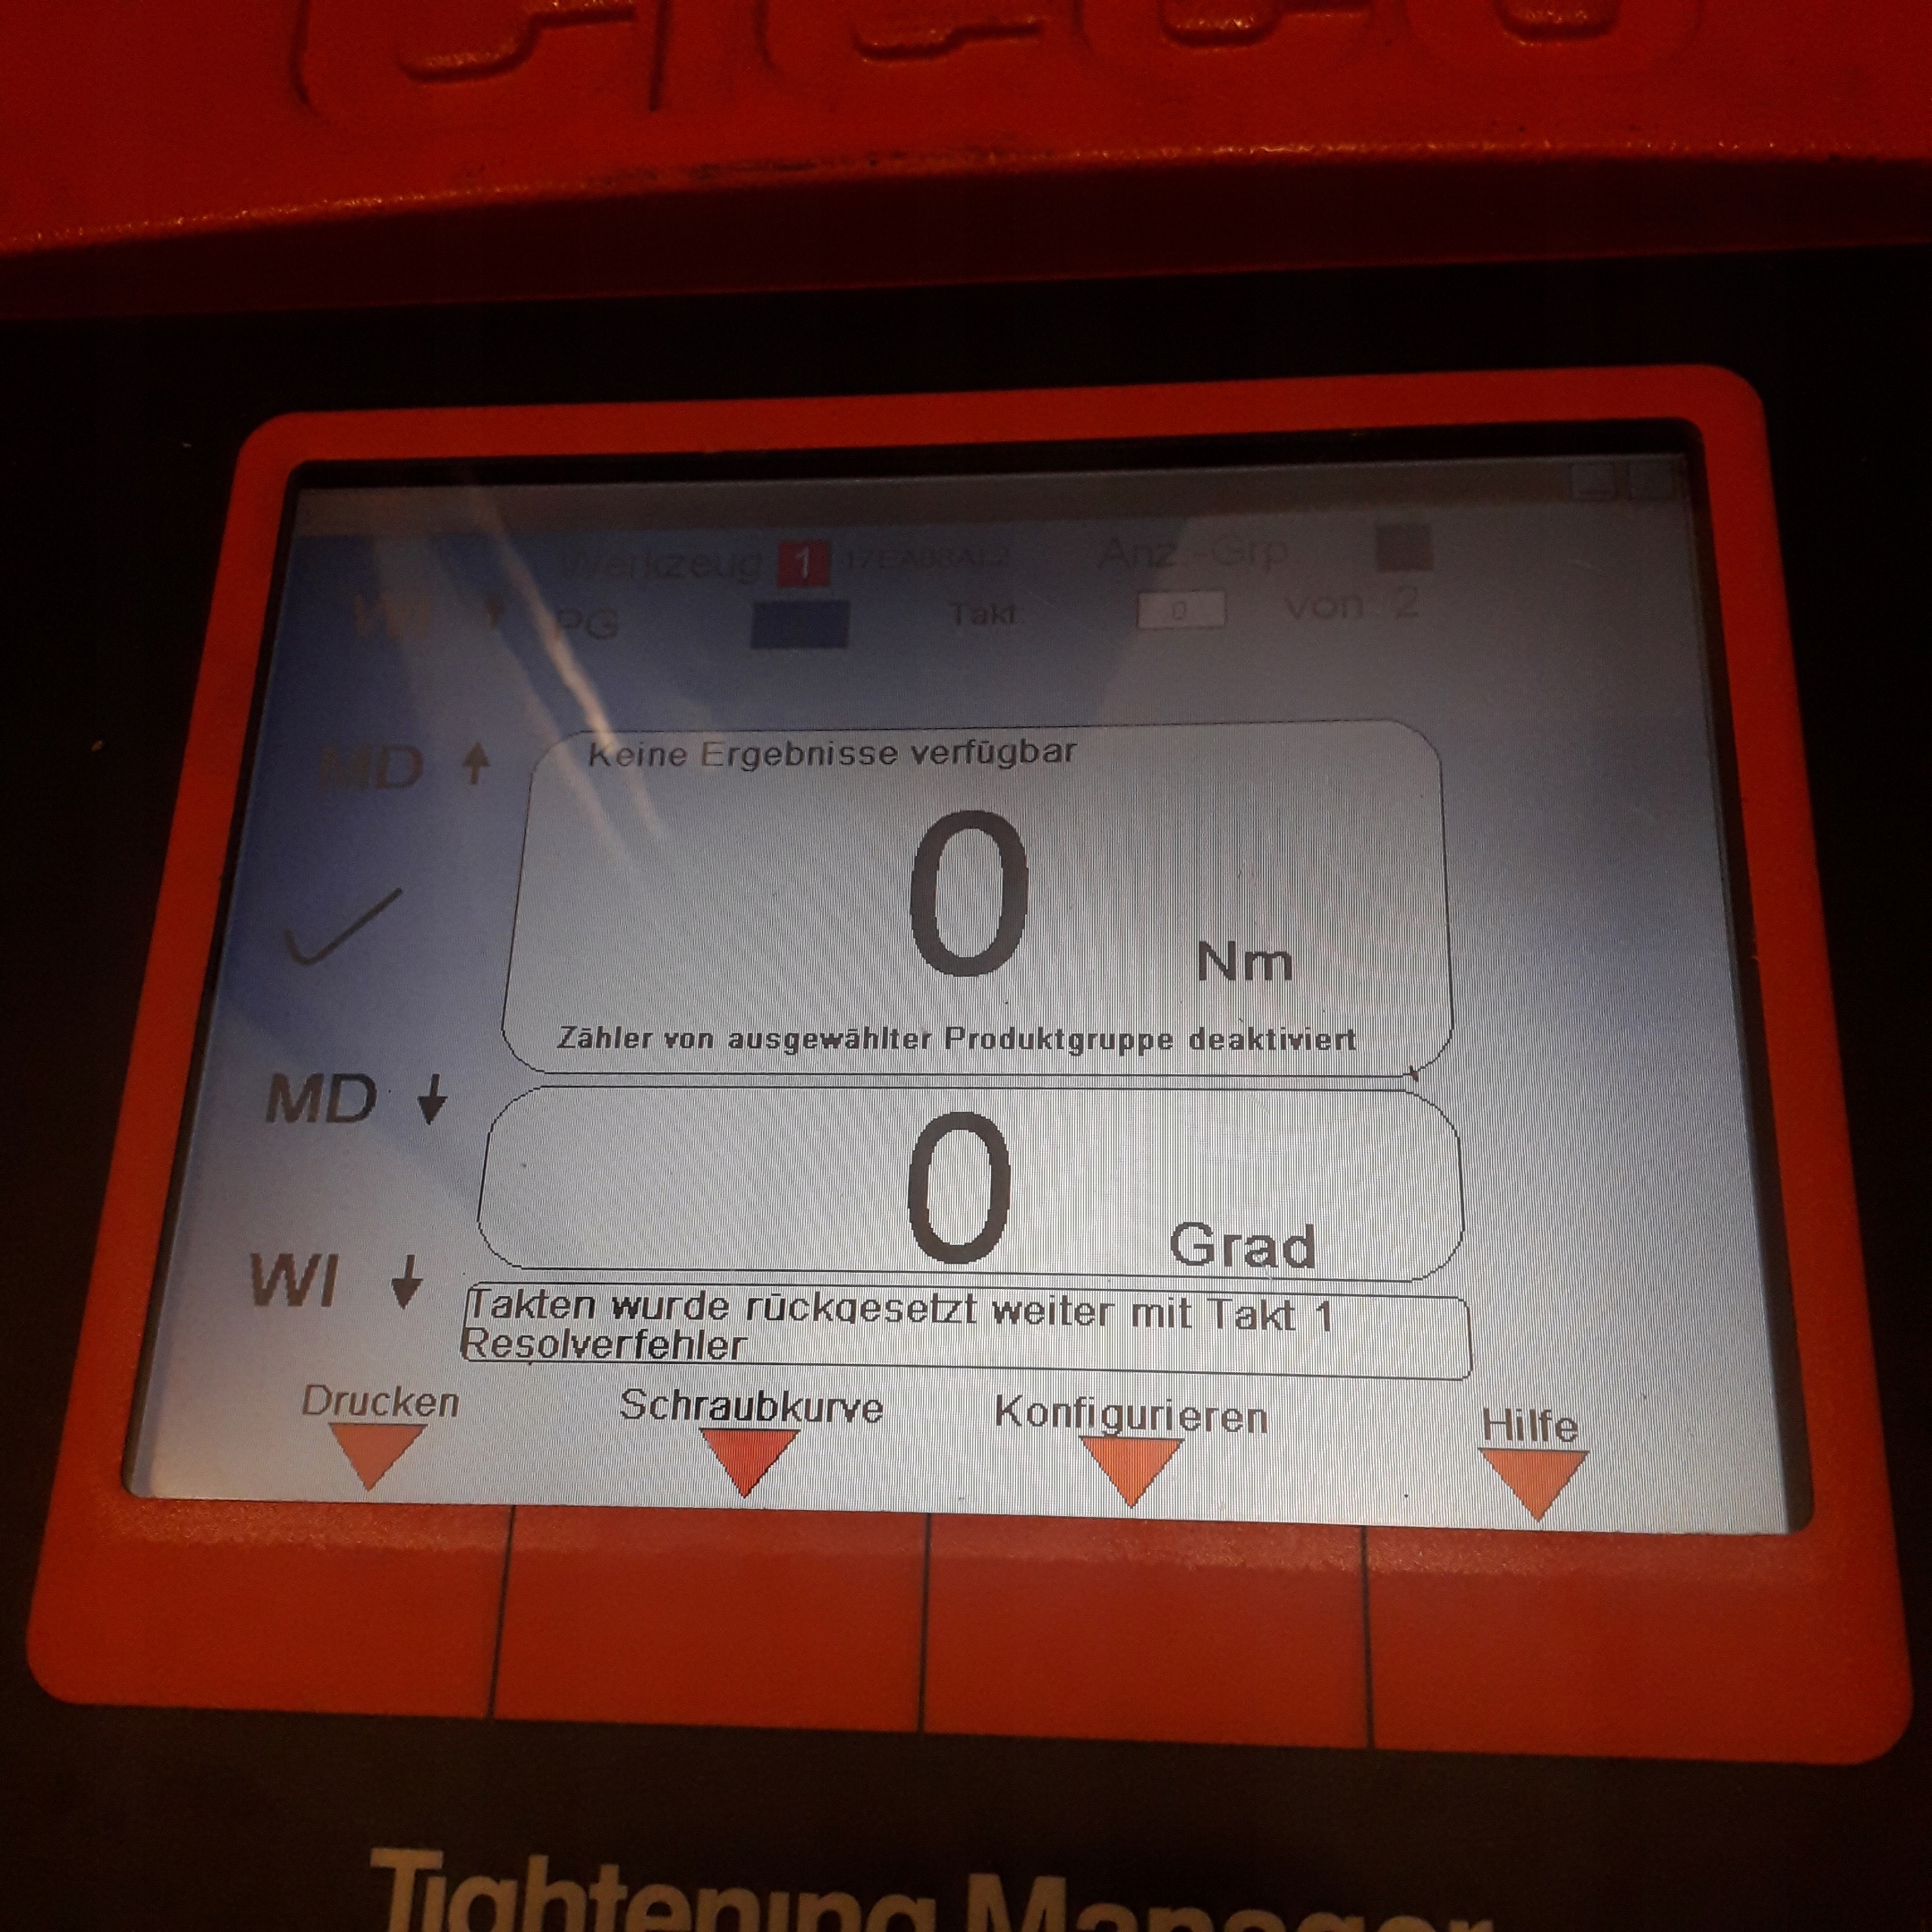 Werkzeug 1 17EA08AL2 Anz-Grp
WI PG Takt 0 von 2
MD
Keine Ergebnisse verfügbar
0 Nm
Zähler von ausgewählter Produktgruppe deaktiviert
MD
0 Grad
WI
Takten wurde rückgesetzt weiter mit Takt 1
Resolverfehler
Drucken Schraubkurve Konfigurieren Hilfe
Tightening Manager